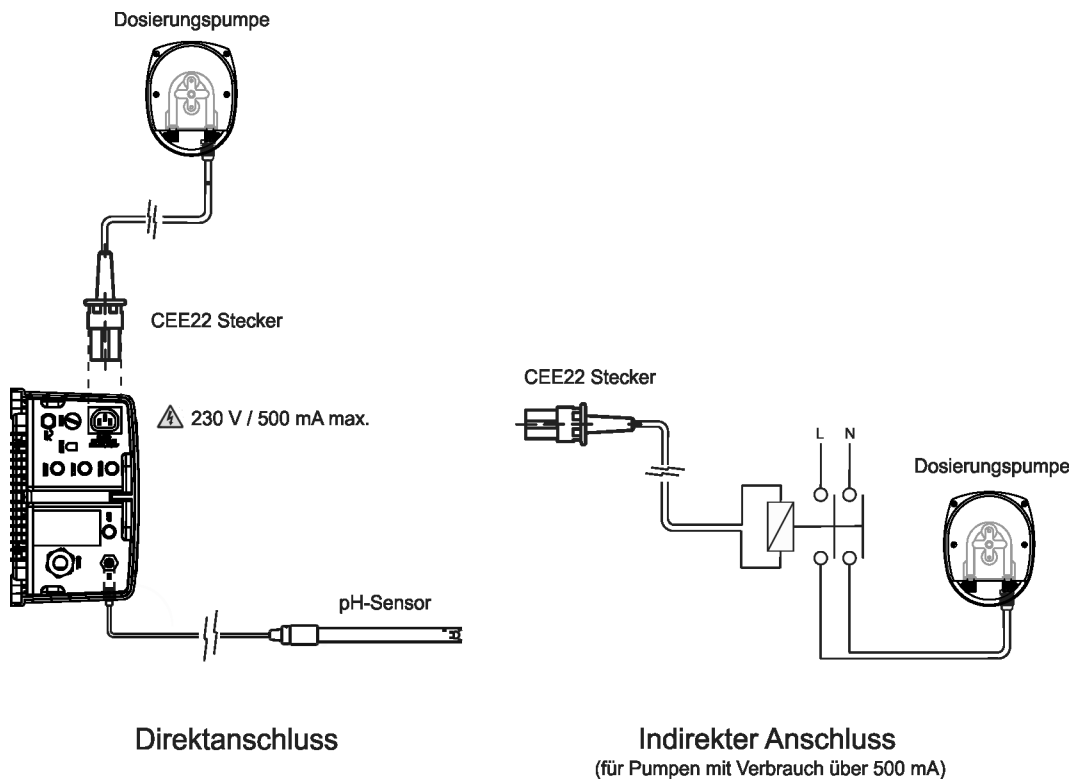 Dosierungspumpe
CEE22 Stecker
230 V / 500 mA max.
pH-Sensor
Direktanschluss
CEE22 Stecker
L N
Dosierungspumpe
Indirekter Anschluss
(für Pumpen mit Verbrauch über 500 mA)